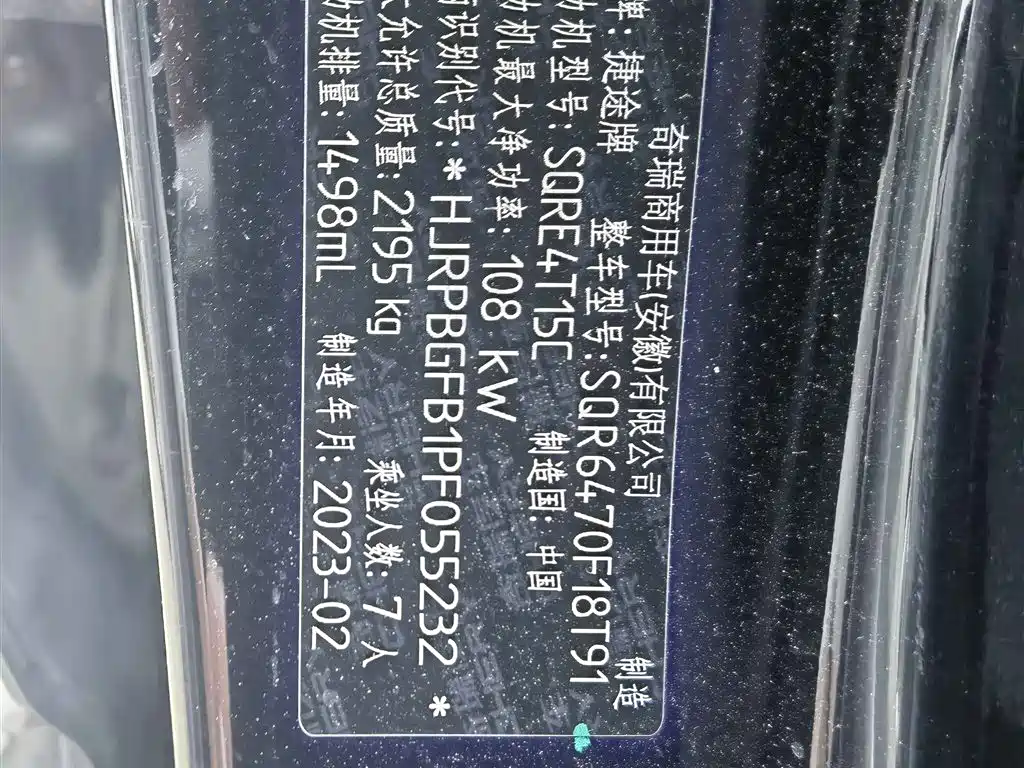 奇瑞商用车(安徽)有限公司 制造
牌：捷途牌 整车型号：SQR6470F18T91
动机型号：SQRE4T15C 制造国：中国
动机最大净功率：108 kW
识别代号：*HJRPBGFB1PF055232*
大允许总质量：2195 kg 乘坐人数：7人
动机排量：1498mL 制造年月：2023-02